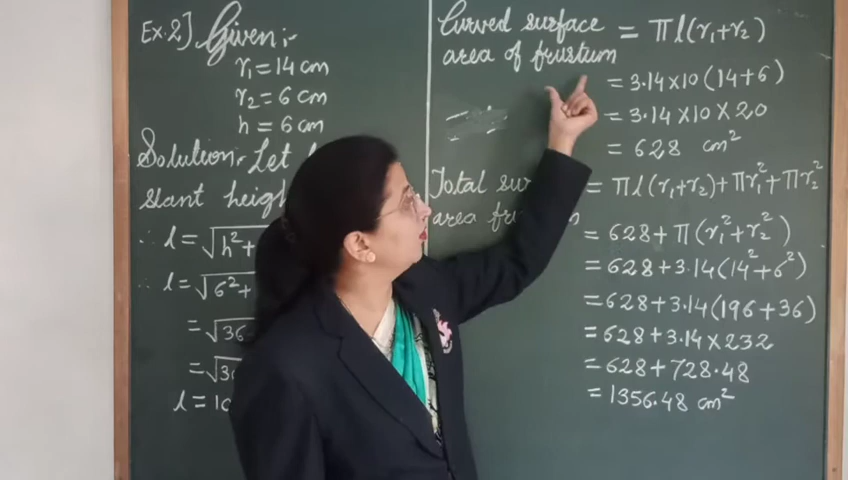 Ex.2] Given:-
r₁ = 14 cm
r₂ = 6 cm
h = 6 cm
Solution:- Let
slant heigh
∴ l = √h² +
∴ l = √6² +
= √36
= √3
l = 10
Curved surface
area of frustum = πl(r₁+r₂)
= 3.14×10(14+6)
= 3.14×10×20
= 628 cm²
Total su
area fr = πl(r₁+r₂)+πr₁²+πr₂²
= 628+π(r₁²+r₂²)
= 628+3.14(14²+6²)
= 628+3.14(196+36)
= 628+3.14×232
= 628+728.48
= 1356.48 cm²